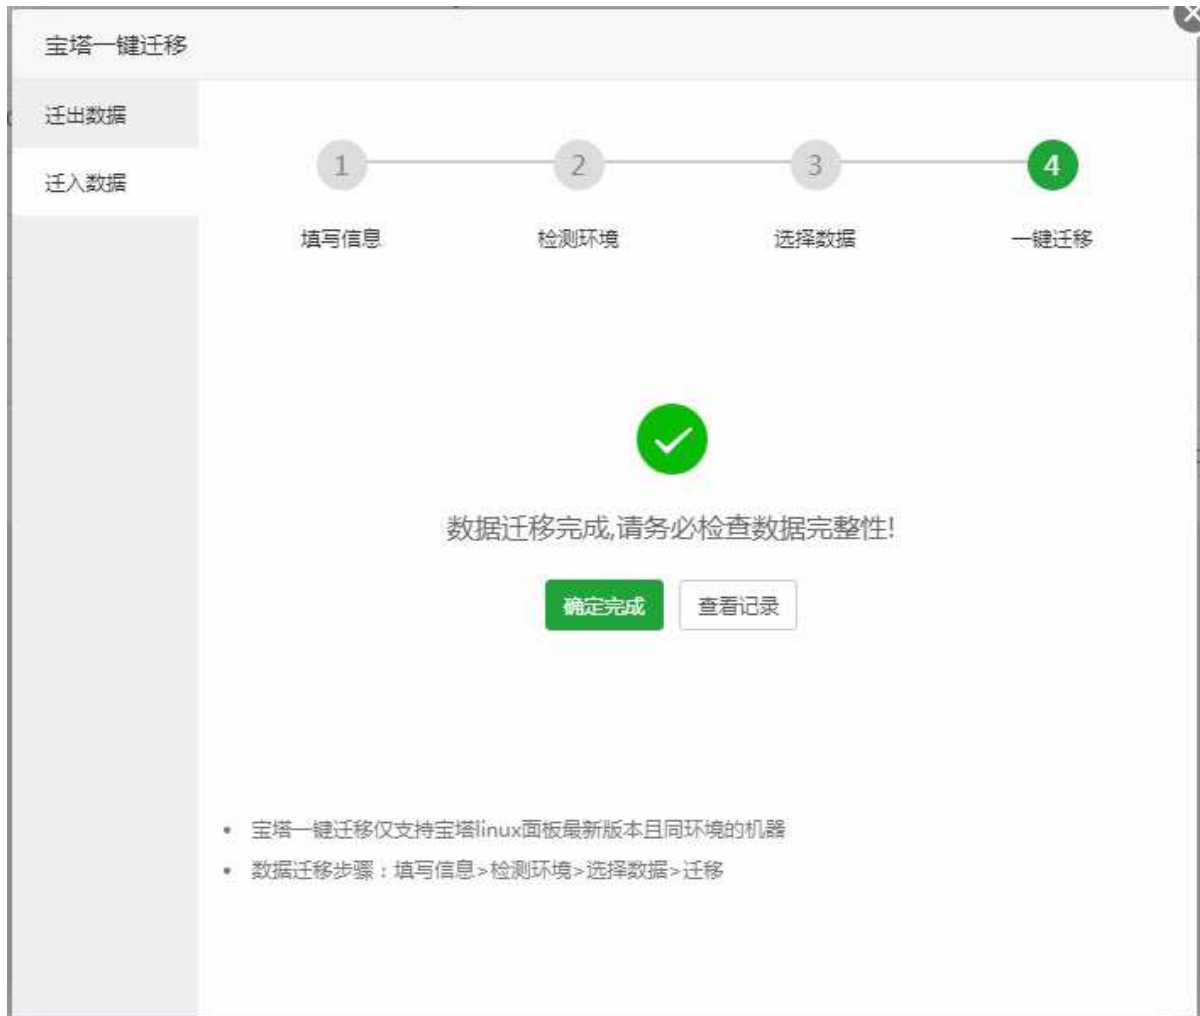 宝塔一键迁移
迁出数据
迁入数据
1 2 3 4
填写信息 检测环境 选择数据 一键迁移
数据迁移完成,请务必检查数据完整性!
确定完成 查看记录
宝塔一键迁移仅支持宝塔linux面板最新版本且同环境的机器
数据迁移步骤：填写信息>检测环境>选择数据>迁移